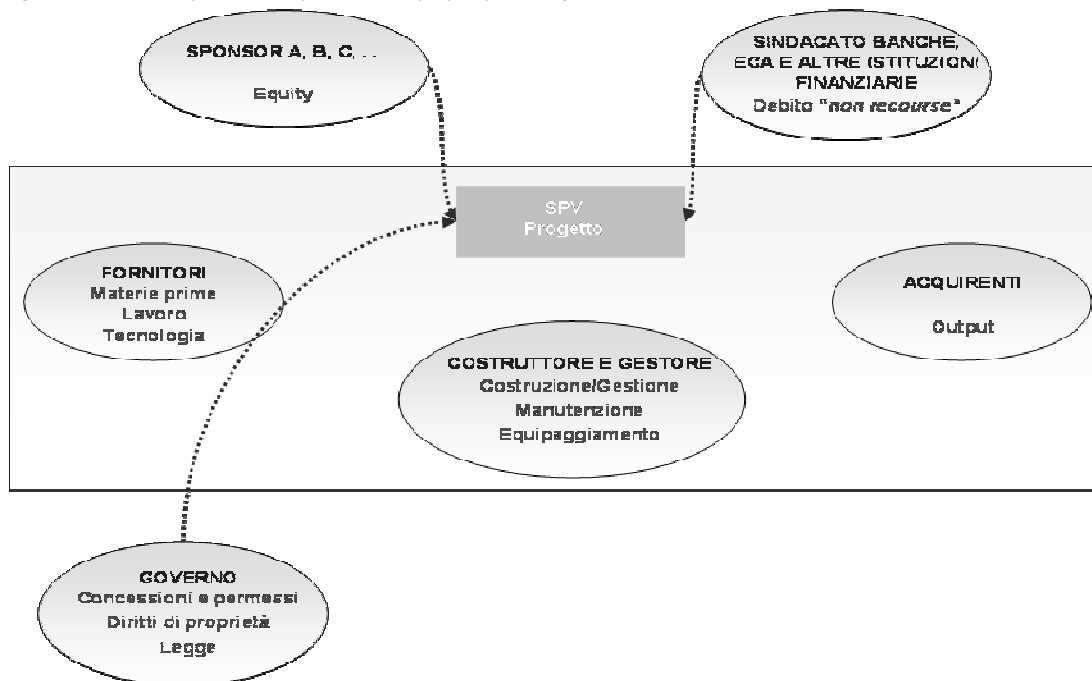 SPONSOR A, B, C, ..
Equity
SINDACATO BANCHE,
ECA E ALTRE ISTITUZIONI
FINANZIARIE
Debito "non recourse"
SPV
Progetto
FORNITORI
Materie prime
Lavoro
Tecnologia
ACQUIRENTI
Output
COSTRUTTORE E GESTORE
Costruzione/Gestione
Manutenzione
Equipaggiamento
GOVERNO
Concessioni e permessi
Diritti di proprietà
Legge